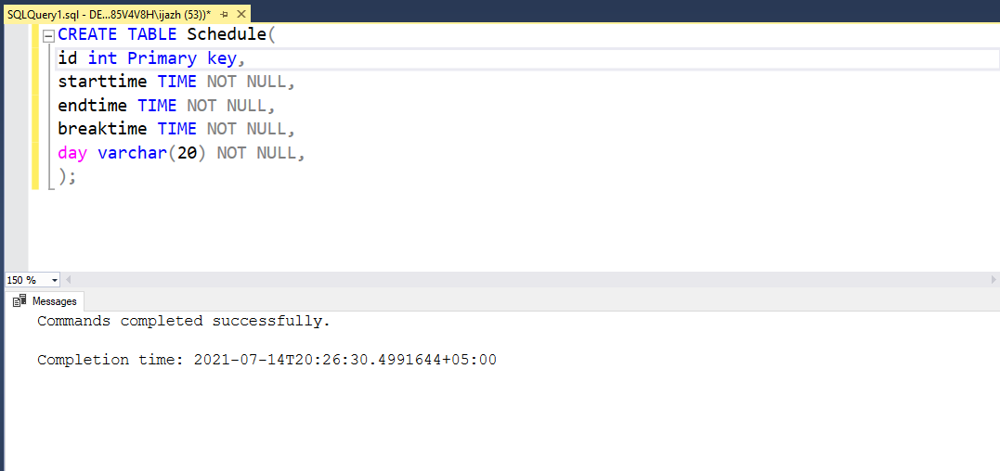 SQLQuery1.sql - DE...85V4V8H\ijazh (53))*
CREATE TABLE Schedule(
id int Primary key,
starttime TIME NOT NULL,
endtime TIME NOT NULL,
breaktime TIME NOT NULL,
day varchar(20) NOT NULL,
);
150 %
Messages
Commands completed successfully.
Completion time: 2021-07-14T20:26:30.4991644+05:00